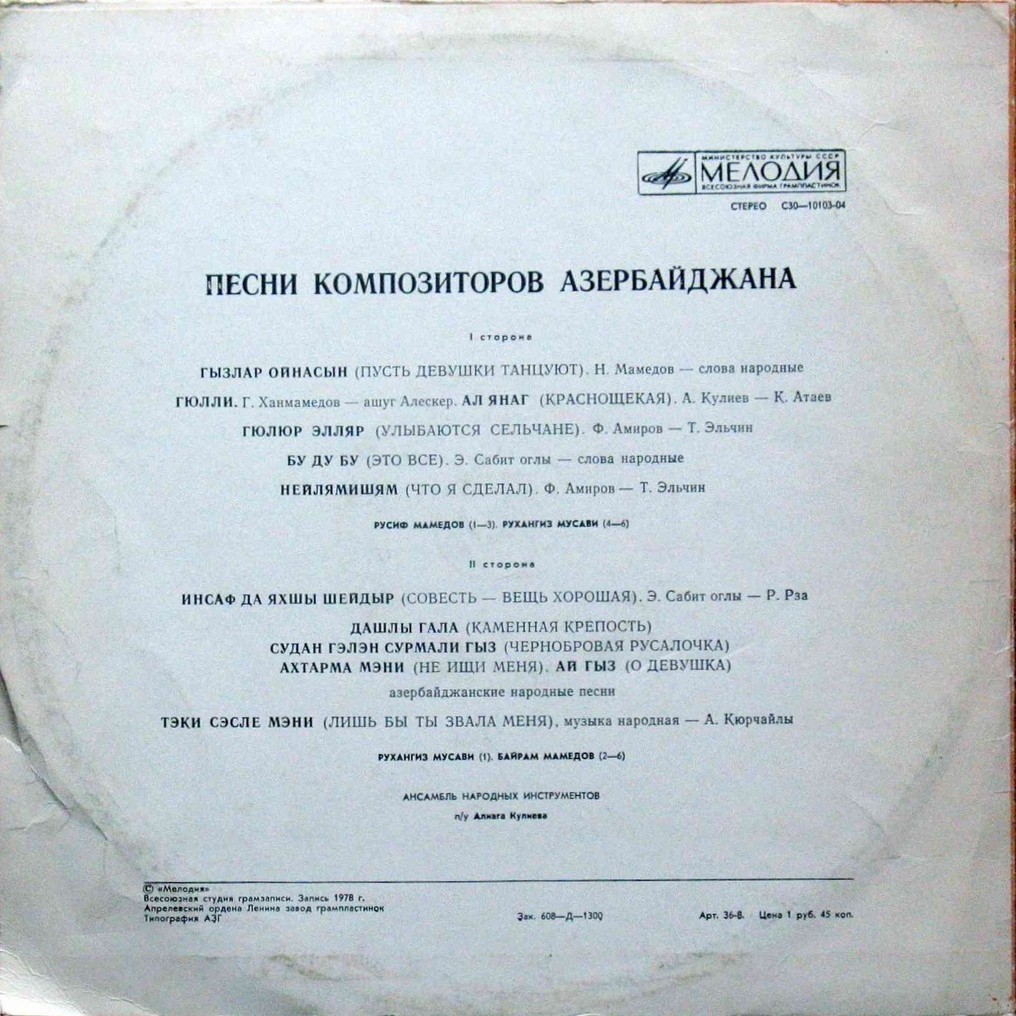 МИНИСТЕРСТВО КУЛЬТУРЫ СССР
МЕЛОДИЯ
ВСЕСОЮЗНАЯ ФИРМА ГРАМПЛАСТИНОК
СТЕРЕО С30—10103-04
ПЕСНИ КОМПОЗИТОРОВ АЗЕРБАЙДЖАНА
I сторона
ГЫЗЛАР ОЙНАСЫН (ПУСТЬ ДЕВУШКИ ТАНЦУЮТ). Н. Мамедов — слова народные
ГЮЛЛИ. Г. Ханмамедов — ашуг Алескер. АЛ ЯНАГ (КРАСНОЩЕКАЯ). А. Кулиев — К. Атаев
ГЮЛЮР ЭЛЛЯР (УЛЫБАЮТСЯ СЕЛЬЧАНЕ). Ф. Амиров — Т. Эльчин
БУ ДУ БУ (ЭТО ВСЕ). Э. Сабит оглы — слова народные
НЕЙЛЯМИШЯМ (ЧТО Я СДЕЛАЛ). Ф. Амиров — Т. Эльчин
РУСИФ МАМЕДОВ (1—3). РУХАНГИЗ МУСАВИ (4—6)
II сторона
ИНСАФ ДА ЯХШЫ ШЕЙДЫР (СОВЕСТЬ — ВЕЩЬ ХОРОШАЯ). Э. Сабит оглы — Р. Рза
ДАШЛЫ ГАЛА (КАМЕННАЯ КРЕПОСТЬ)
СУДАН ГЭЛЭН СУРМАЛИ ГЫЗ (ЧЕРНОБРОВАЯ РУСАЛОЧКА)
АХТАРМА МЭНИ (НЕ ИЩИ МЕНЯ). АЙ ГЫЗ (О ДЕВУШКА)
азербайджанские народные песни
ТЭКИ СЭСЛЕ МЭНИ (ЛИШЬ БЫ ТЫ ЗВАЛА МЕНЯ), музыка народная — А. Кюрчайлы
РУХАНГИЗ МУСАВИ (1). БАЙРАМ МАМЕДОВ (2—6)
АНСАМБЛЬ НАРОДНЫХ ИНСТРУМЕНТОВ
п/у Алиага Кулиева
© «Мелодия»
Всесоюзная студия грамзаписи. Запись 1978 г.
Апрелевский ордена Ленина завод грампластинок
Типография АЗГ
Зак. 608—Д—1300
Арт. 36-8. Цена 1 руб. 45 коп.